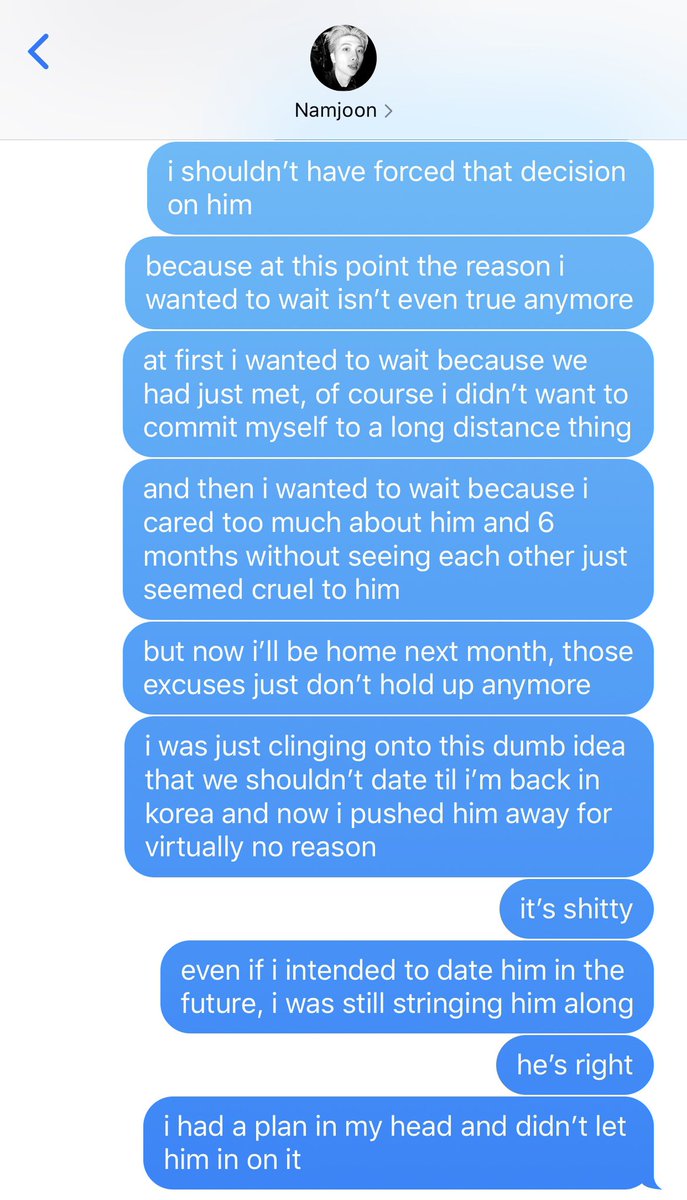 Namjoon
i shouldn’t have forced that decision
on him
because at this point the reason i
wanted to wait isn’t even true anymore
at first i wanted to wait because we
had just met, of course i didn’t want to
commit myself to a long distance thing
and then i wanted to wait because i
cared too much about him and 6
months without seeing each other just
seemed cruel to him
but now i’ll be home next month, those
excuses just don’t hold up anymore
i was just clinging onto this dumb idea
that we shouldn’t date til i’m back in
korea and now i pushed him away for
virtually no reason
it’s shitty
even if i intended to date him in the
future, i was still stringing him along
he’s right
i had a plan in my head and didn’t let
him in on it